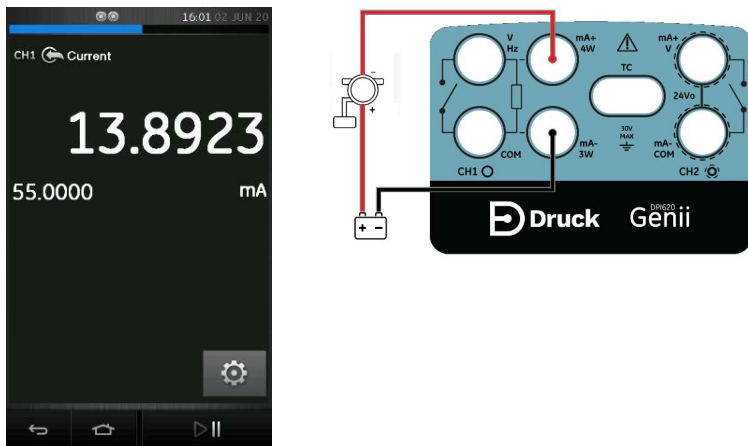 16:01 02 JUN 20
CH1 Current
13.8923
55.0000 mA
V
Hz
mA+
4W
mA+
V
TC
24Vo
30V
MAX
COM
mA-
3W
mA-
COM
CH1
CH2
Druck
DPI620
Genii
-
+
+ -